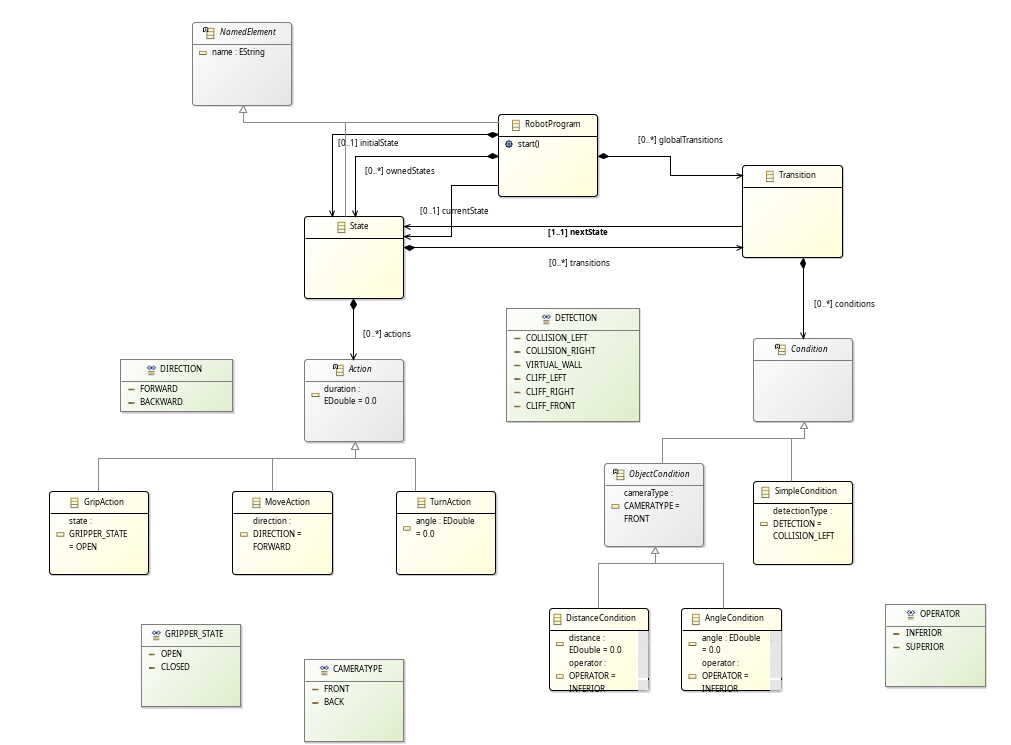 NamedElement
name : EString
RobotProgram
start()
[0..1] initialState
[0..*] globalTransitions
[0..*] ownedStates
Transition
[0..1] currentState
State
[1..1] nextState
[0..*] transitions
[0..*] actions
[0..*] conditions
DETECTION
COLLISION_LEFT
COLLISION_RIGHT
VIRTUAL_WALL
CLIFF_LEFT
CLIFF_RIGHT
CLIFF_FRONT
Condition
DIRECTION
FORWARD
BACKWARD
Action
duration :
EDouble = 0.0
GripAction
state :
GRIPPER_STATE
= OPEN
MoveAction
direction :
DIRECTION =
FORWARD
TurnAction
angle : EDouble
= 0.0
ObjectCondition
cameraType :
CAMERATYPE =
FRONT
SimpleCondition
detectionType :
DETECTION =
COLLISION_LEFT
DistanceCondition
distance :
EDouble = 0.0
operator :
OPERATOR =
INFERIOR
AngleCondition
angle : EDouble
= 0.0
operator :
OPERATOR =
INFERIOR
OPERATOR
INFERIOR
SUPERIOR
GRIPPER_STATE
OPEN
CLOSED
CAMERATYPE
FRONT
BACK